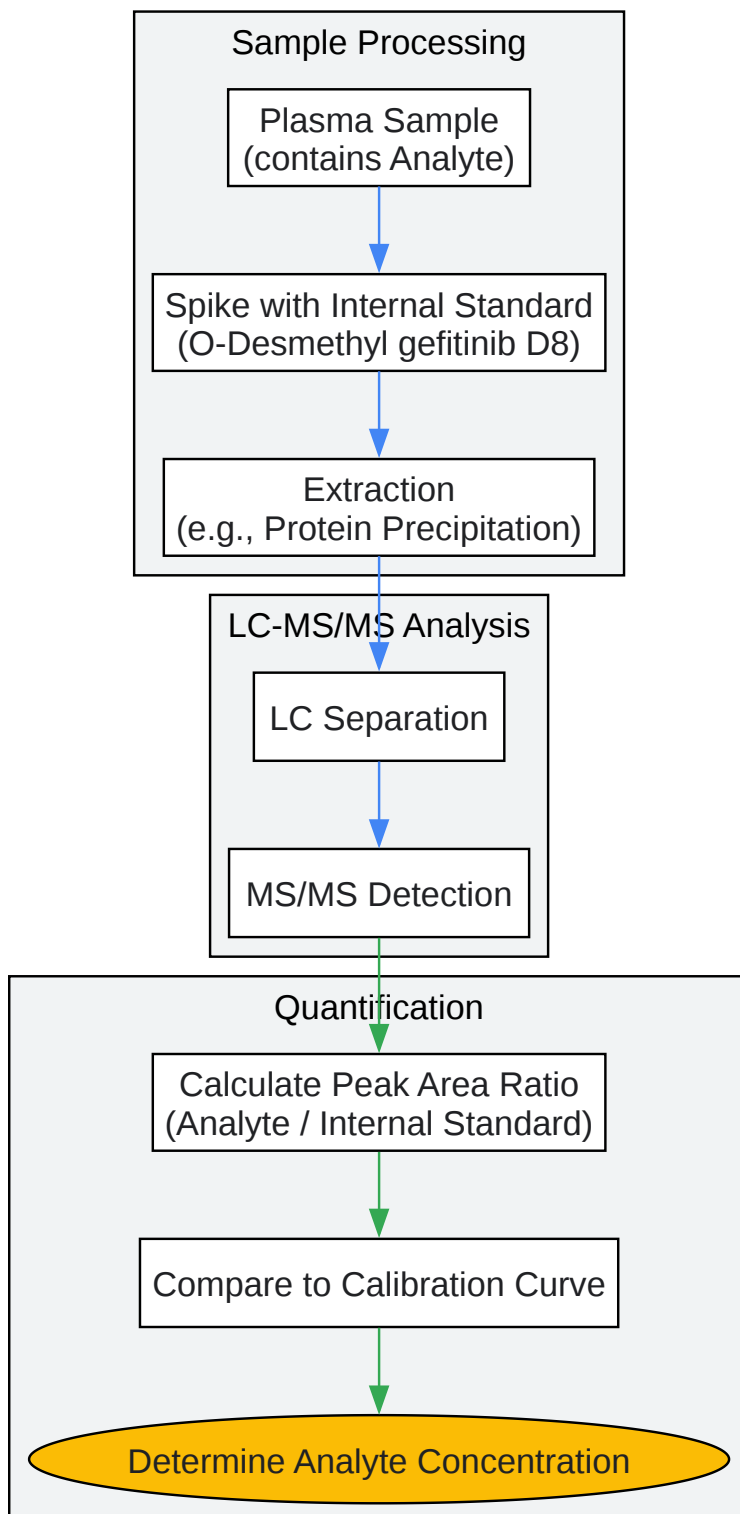 Sample Processing
Plasma Sample
(contains Analyte)
Spike with Internal Standard
(O-Desmethyl gefitinib D8)
Extraction
(e.g., Protein Precipitation)
LC-MS/MS Analysis
LC Separation
MS/MS Detection
Quantification
Calculate Peak Area Ratio
(Analyte / Internal Standard)
Compare to Calibration Curve
Determine Analyte Concentration